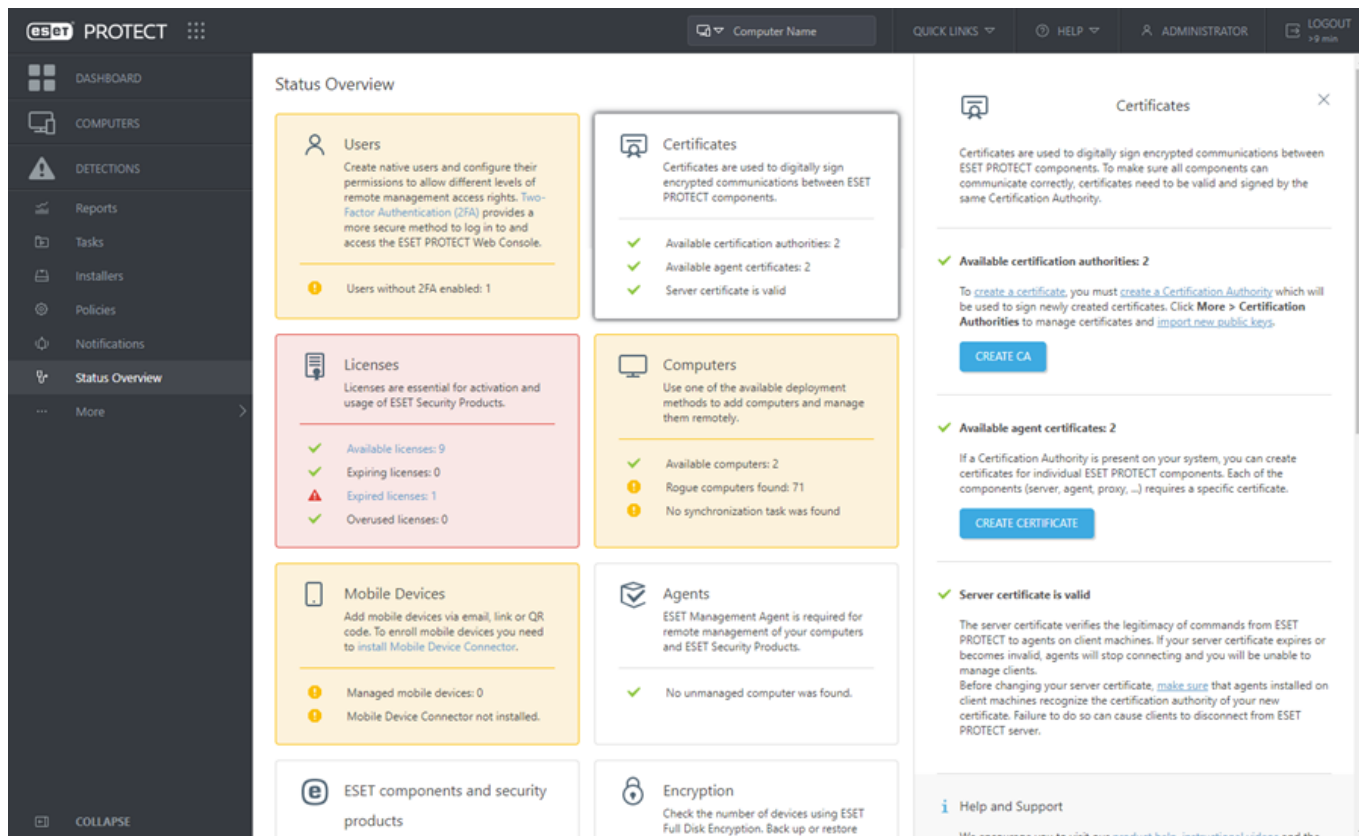 eset PROTECT
Computer Name
QUICK LINKS
HELP
ADMINISTRATOR
LOGOUT
>9 min
DASHBOARD
COMPUTERS
DETECTIONS
Reports
Tasks
Installers
Policies
Notifications
Status Overview
More
COLLAPSE
Status Overview
Users
Create native users and configure their
permissions to allow different levels of
remote management access rights. Two-
Factor Authentication (2FA) provides a
more secure method to log in to and
access the ESET PROTECT Web Console.
Users without 2FA enabled: 1
Certificates
Certificates are used to digitally sign
encrypted communications between ESET
PROTECT components.
Available certification authorities: 2
Available agent certificates: 2
Server certificate is valid
Licenses
Licenses are essential for activation and
usage of ESET Security Products.
Available licenses: 9
Expiring licenses: 0
Expired licenses: 1
Overused licenses: 0
Computers
Use one of the available deployment
methods to add computers and manage
them remotely.
Available computers: 2
Rogue computers found: 71
No synchronization task was found
Mobile Devices
Add mobile devices via email, link or QR
code. To enroll mobile devices you need
to install Mobile Device Connector.
Managed mobile devices: 0
Mobile Device Connector not installed.
Agents
ESET Management Agent is required for
remote management of your computers
and ESET Security Products.
No unmanaged computer was found.
ESET components and security
products
Encryption
Check the number of devices using ESET
Full Disk Encryption. Back up or restore
Certificates
Certificates are used to digitally sign encrypted communications between
ESET PROTECT components. To make sure all components can
communicate correctly, certificates need to be valid and signed by the
same Certification Authority.
Available certification authorities: 2
To create a certificate, you must create a Certification Authority which will
be used to sign newly created certificates. Click More > Certification
Authorities to manage certificates and import new public keys.
CREATE CA
Available agent certificates: 2
If a Certification Authority is present on your system, you can create
certificates for individual ESET PROTECT components. Each of the
components (server, agent, proxy, ...) requires a specific certificate.
CREATE CERTIFICATE
Server certificate is valid
The server certificate verifies the legitimacy of commands from ESET
PROTECT to agents on client machines. If your server certificate expires or
becomes invalid, agents will stop connecting and you will be unable to
manage clients.
Before changing your server certificate, make sure that agents installed on
client machines recognize the certification authority of your new
certificate. Failure to do so can cause clients to disconnect from ESET
PROTECT server.
Help and Support
We encourage you to visit our product help, instructional videos and the